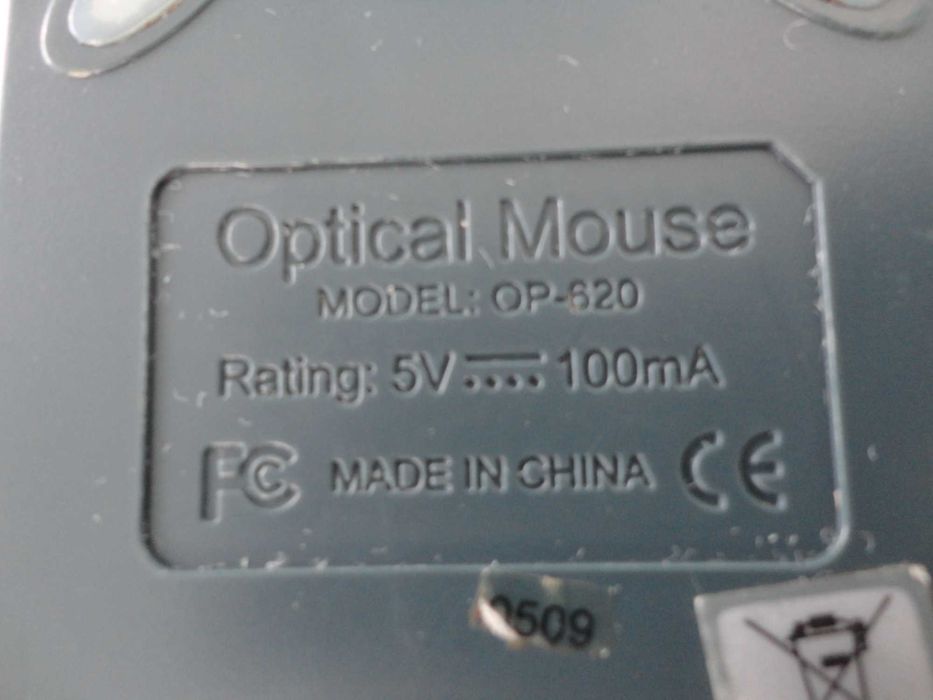 Optical Mouse
MODEL: OP-620
Rating: 5V 100mA
FC MADE IN CHINA CE
0509